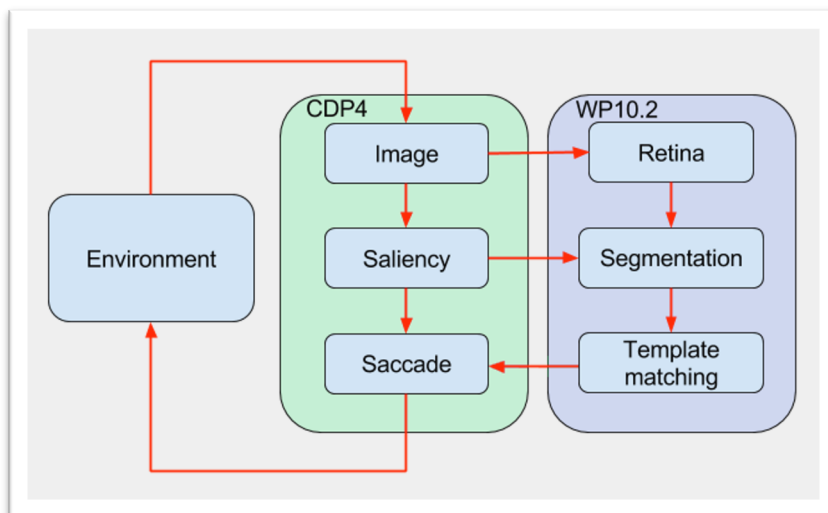 CDP4
WP10.2
Image
Retina
Environment
Saliency
Segmentation
Saccade
Template
matching